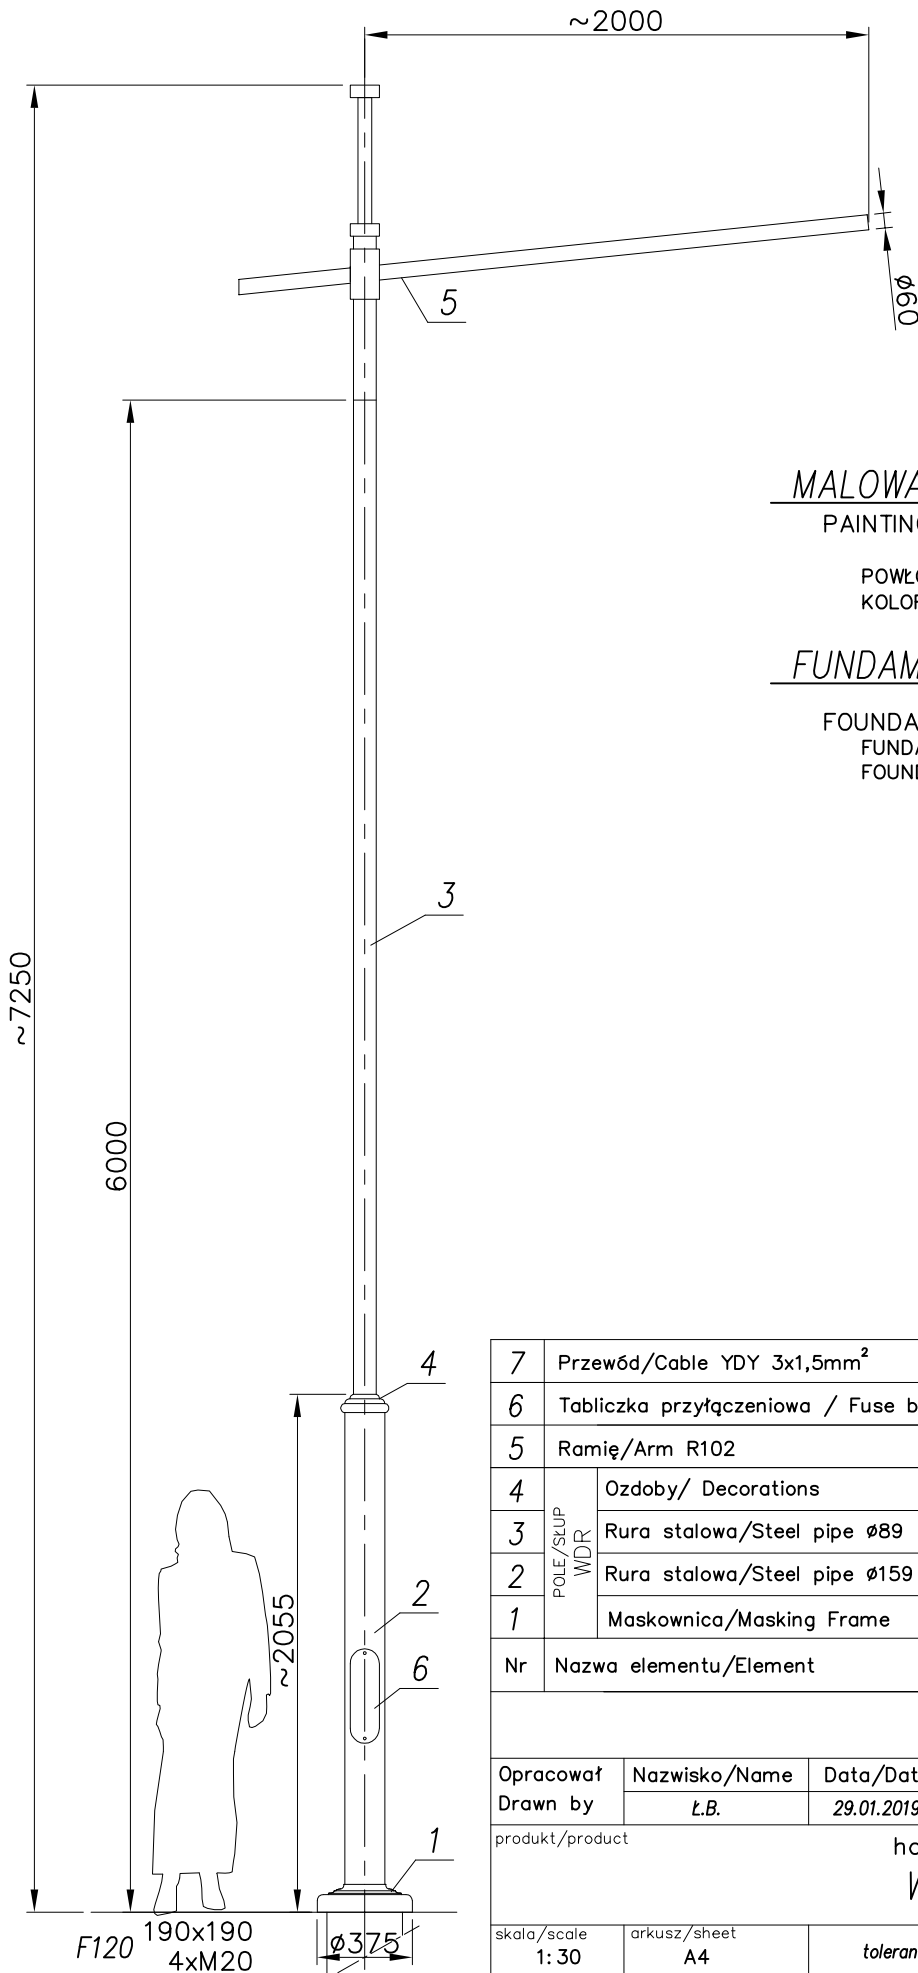 ~2000
ø60
5
MALOWA
PAINTING
POWŁO
KOLOR
FUNDAM
FOUNDA
FUNDA
FOUND
3
~7250
6000
4
2
~2055
6
1
F120
190x190
4xM20
ø375
7 Przewód/Cable YDY 3x1,5mm²
6 Tabliczka przyłączeniowa / Fuse b
5 Ramię/Arm R102
4 Ozdoby/ Decorations
POLE/SŁUP
WDR
3 Rura stalowa/Steel pipe ø89
2 Rura stalowa/Steel pipe ø159
1 Maskownica/Masking Frame
Nr Nazwa elementu/Element
Opracował Nazwisko/Name Data/Dat
Drawn by Ł.B. 29.01.2019
produkt/product
skala/scale arkusz/sheet
1:30 A4 toleran